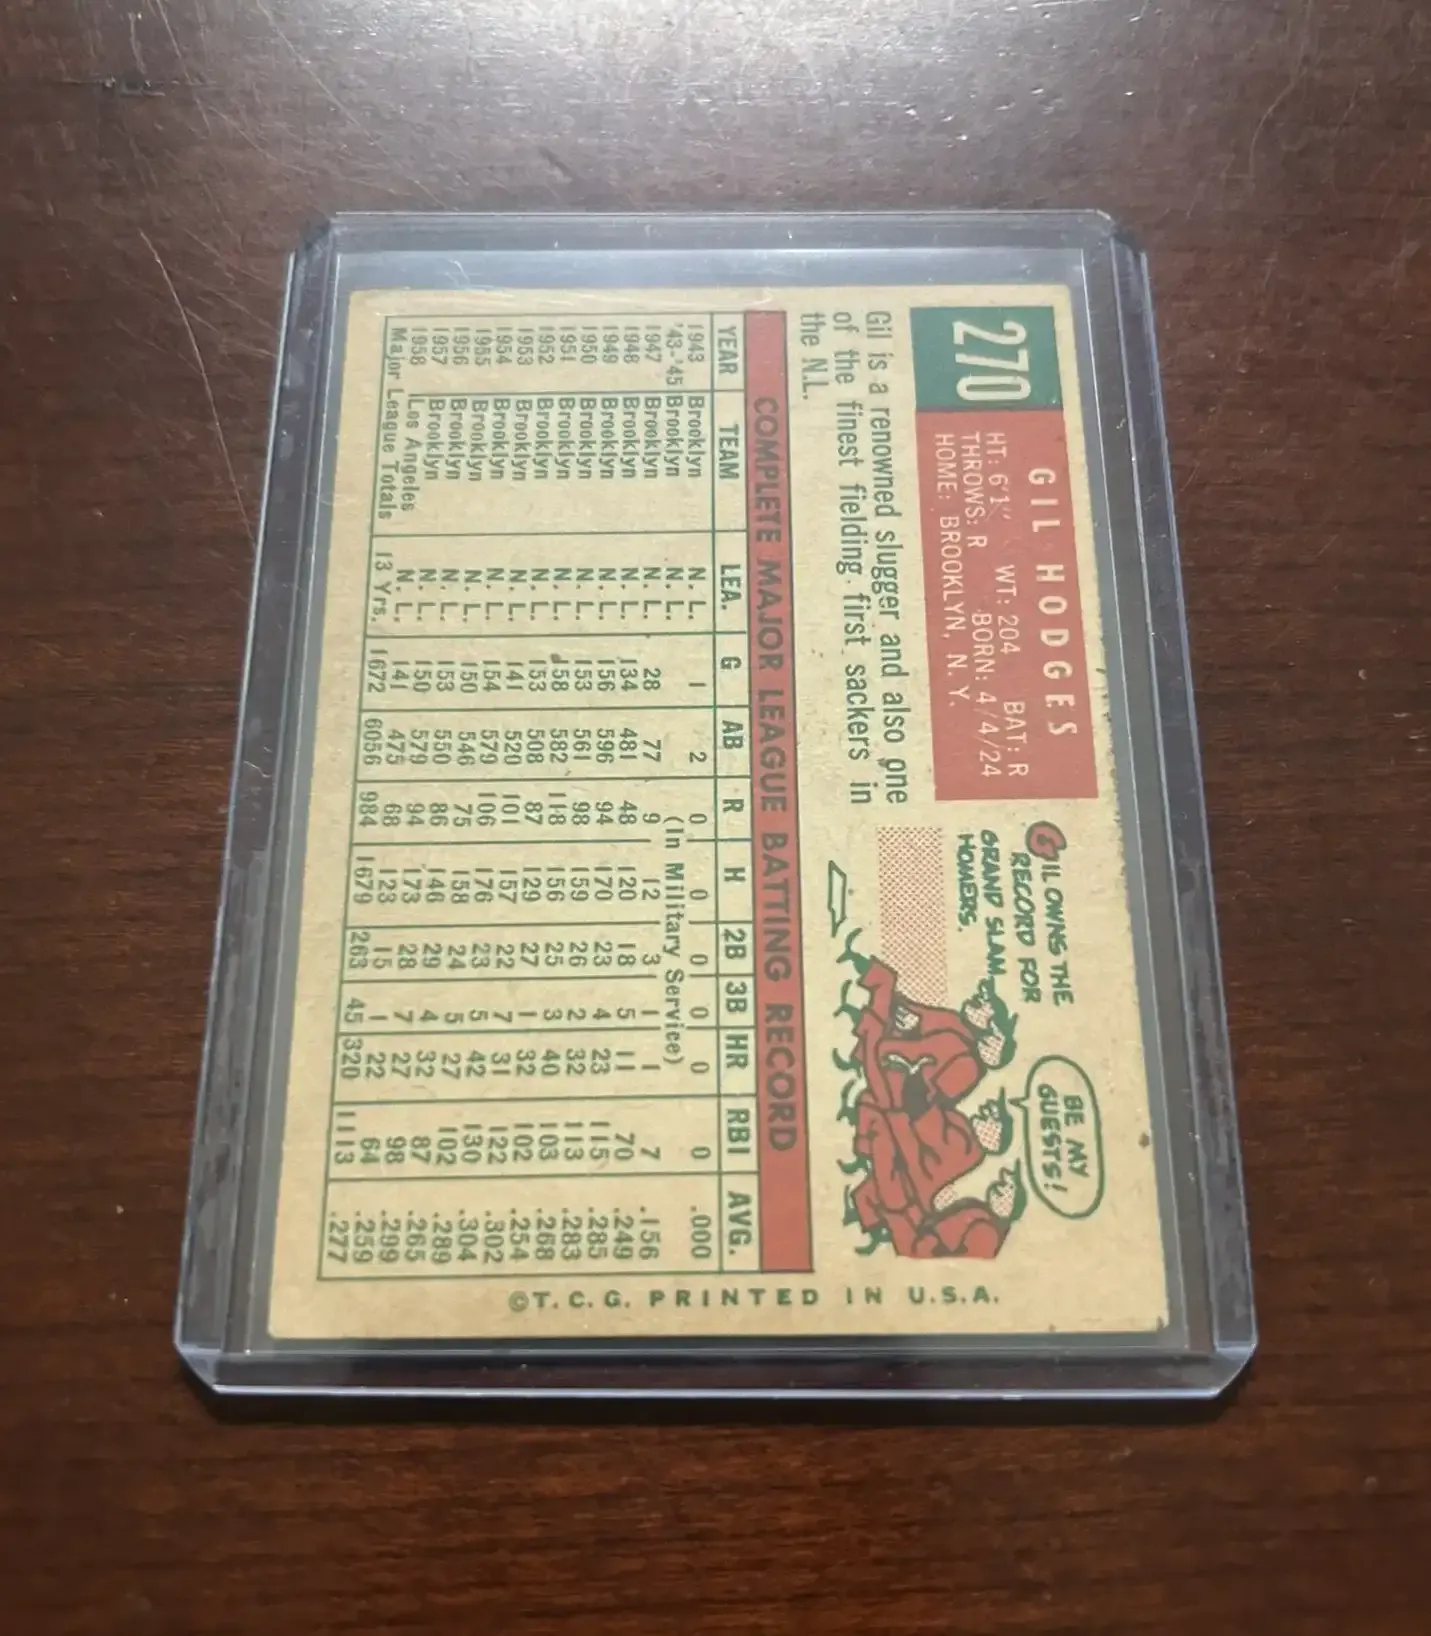 270
GIL HODGES
HT: 6'1" WT: 204 BAT: R
THROWS: R BORN: 4/4/24
HOME: BROOKLYN, N. Y.
Gil is a renowned slugger and also one
of the finest fielding first sackers in
the N.L.
GIL OWNS THE
RECORD FOR
GRAND SLAM
HOMERS.
BE MY
GUESTS!
COMPLETE MAJOR LEAGUE BATTING RECORD
YEAR TEAM LEA. G AB R H 2B 3B HR RBI AVG.
1943 Brooklyn N. L. 1 2 0 0 0 0 0 0 .000
'43-'45 Brooklyn N. L. (In Military Service)
1947 Brooklyn N. L. 28 77 9 12 3 1 1 7 .156
1948 Brooklyn N. L. 134 481 48 120 18 5 11 70 .249
1949 Brooklyn N. L. 156 596 94 170 23 4 23 115 .285
1950 Brooklyn N. L. 153 561 98 159 26 2 32 113 .283
1951 Brooklyn N. L. 158 582 118 156 25 3 40 103 .268
1952 Brooklyn N. L. 153 508 87 129 27 1 32 102 .254
1953 Brooklyn N. L. 141 520 101 157 22 7 31 122 .302
1954 Brooklyn N. L. 154 579 106 176 23 5 42 130 .304
1955 Brooklyn N. L. 150 546 75 158 24 5 27 102 .289
1956 Brooklyn N. L. 153 550 86 146 29 4 32 87 .265
1957 Brooklyn N. L. 150 579 94 173 28 7 27 98 .299
1958 Los Angeles N. L. 141 475 68 123 15 1 22 64 .259
Major League Totals 13 Yrs. 1672 6056 984 1679 263 45 320 1113 .277
©T. C. G. PRINTED IN U.S.A.